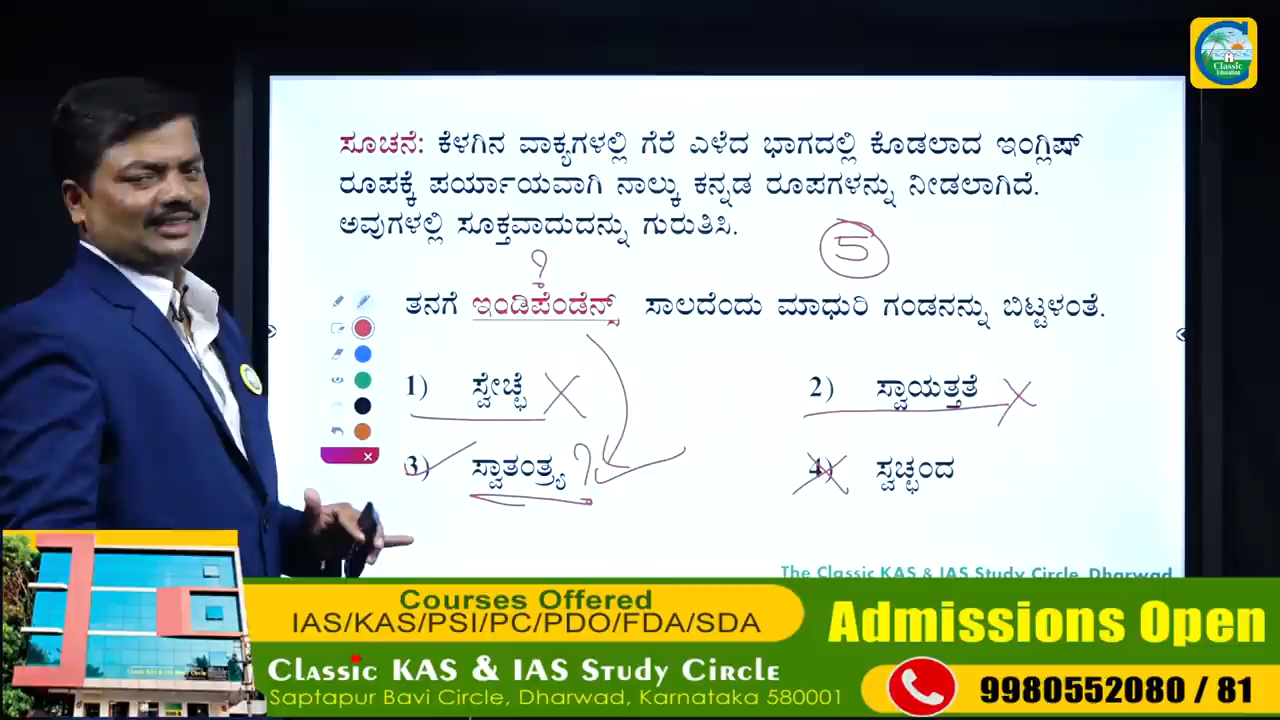 Classic
Education
ಸೂಚನೆ: ಕೆಳಗಿನ ವಾಕ್ಯಗಳಲ್ಲಿ ಗೆರೆ ಎಳೆದ ಭಾಗದಲ್ಲಿ ಕೊಡಲಾದ ಇಂಗ್ಲಿಷ್
ರೂಪಕ್ಕೆ ಪರ್ಯಾಯವಾಗಿ ನಾಲ್ಕು ಕನ್ನಡ ರೂಪಗಳನ್ನು ನೀಡಲಾಗಿದೆ.
ಅವುಗಳಲ್ಲಿ ಸೂಕ್ತವಾದುದನ್ನು ಗುರುತಿಸಿ.
5
?
ತನಗೆ ಇಂಡಿಪೆಂಡೆನ್ಸ್ ಸಾಲದೆಂದು ಮಾಧುರಿ ಗಂಡನನ್ನು ಬಿಟ್ಟಳಂತೆ.
1) ಸ್ವೇಚ್ಛೆ 2) ಸ್ವಾಯತ್ತತೆ
3) ಸ್ವಾತಂತ್ರ್ಯ ? 4) ಸ್ವಚ್ಛಂದ
The Classic KAS & IAS Study Circle, Dharwad
Courses Offered
IAS/KAS/PSI/PC/PDO/FDA/SDA
Admissions Open
Classic KAS & IAS Study Circle
Saptapur Bavi Circle, Dharwad, Karnataka 580001
9980552080 / 81